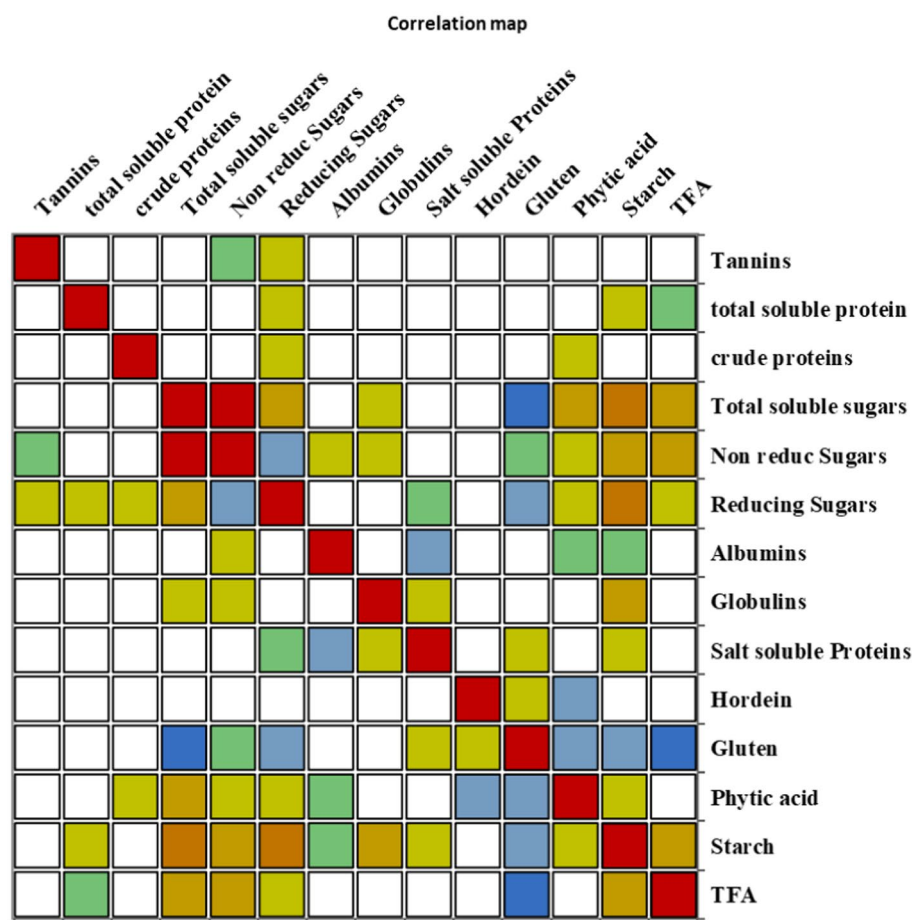 Correlation map
Tannins
total soluble protein
crude proteins
Total soluble sugars
Non reduc Sugars
Reducing Sugars
Albumins
Globulins
Salt soluble Proteins
Hordein
Gluten
Phytic acid
Starch
TFA
Tannins
total soluble protein
crude proteins
Total soluble sugars
Non reduc Sugars
Reducing Sugars
Albumins
Globulins
Salt soluble Proteins
Hordein
Gluten
Phytic acid
Starch
TFA